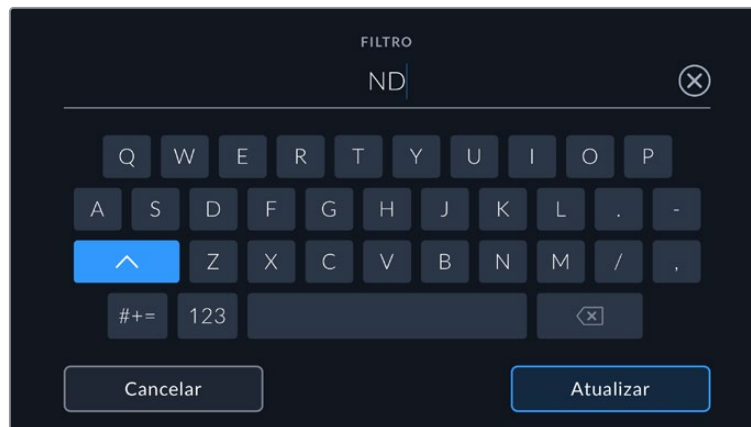 FILTRO
ND
Q W E R T Y U I O P
A S D F G H J K L . -
Z X C V B N M / ,
#+= 123
Cancelar Atualizar